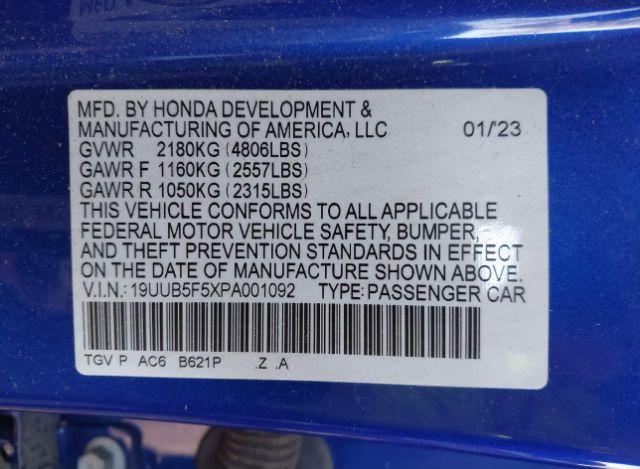 MFD. BY HONDA DEVELOPMENT &
MANUFACTURING OF AMERICA, LLC 01/'23
GVWR 2180KG (4806LBS)
GAWR F 1160KG (2557LBS)
GAWR R 1050KG (2315LBS)
THIS VEHICLE CONFORMS TO ALL APPLICABLE
FEDERAL MOTOR VEHICLE SAFETY, BUMPER,
AND THEFT PREVENTION STANDARDS IN EFFECT
ON THE DATE OF MANUFACTURE SHOWN ABOVE.
V.I.N.: 19UUB5F5XPA001092 TYPE: PASSENGER CAR
TGV P AC6 B621P .Z .A